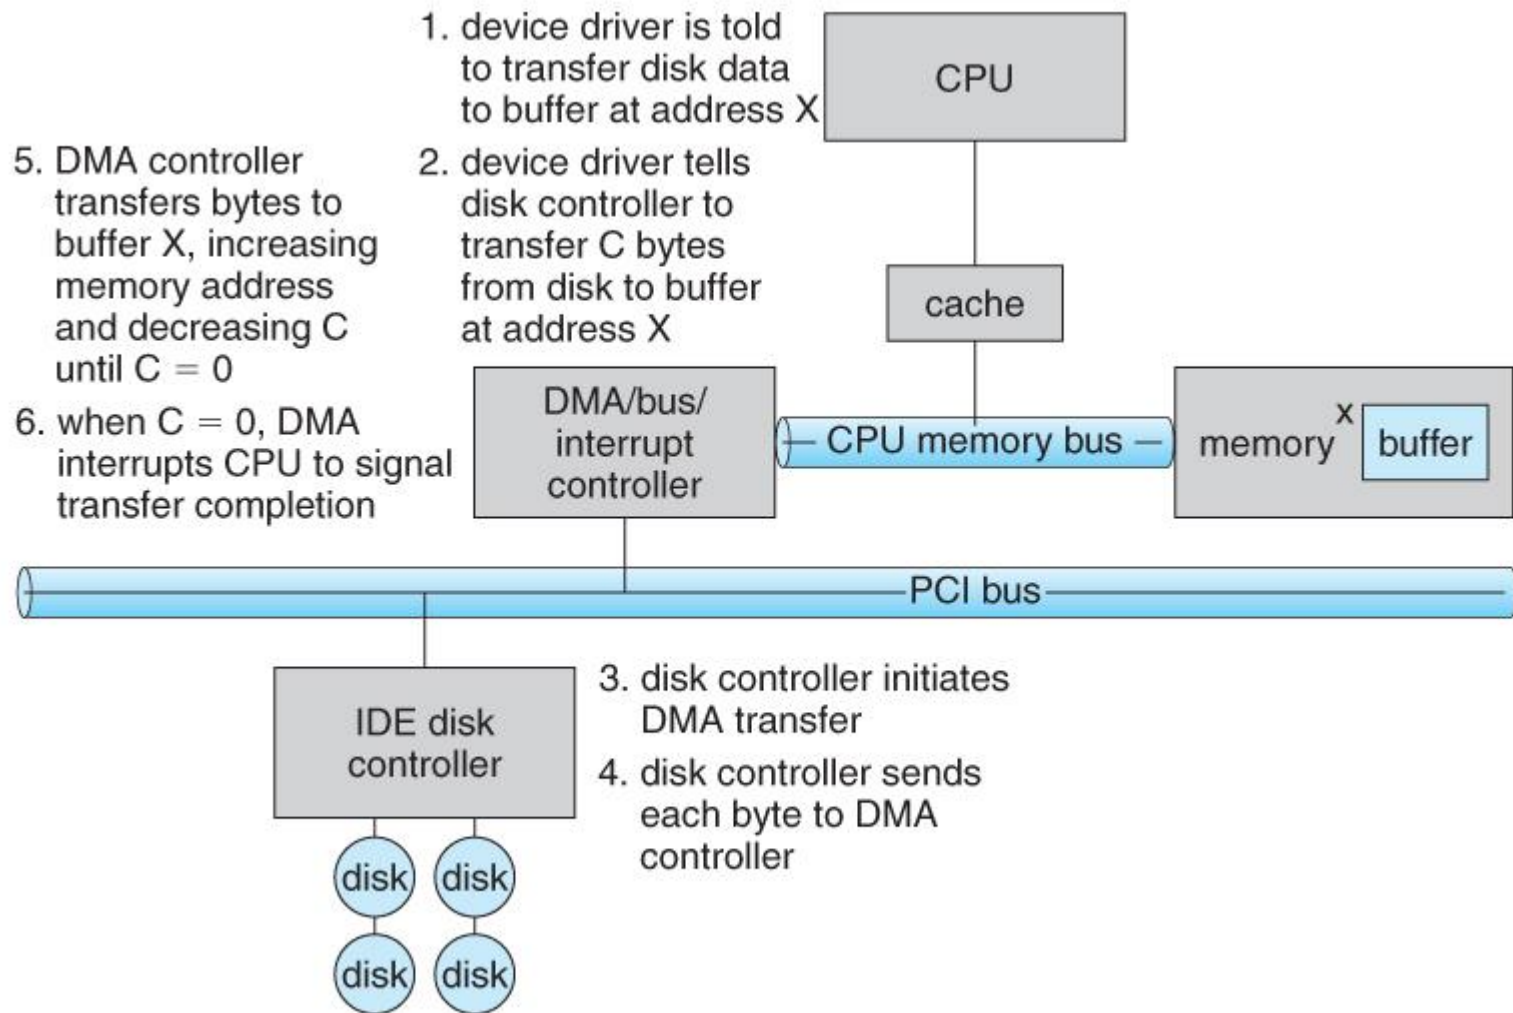 1. device driver is told
to transfer disk data
to buffer at address X
CPU
5. DMA controller
transfers bytes to
buffer X, increasing
memory address
and decreasing C
until C = 0
2. device driver tells
disk controller to
transfer C bytes
from disk to buffer
at address X
cache
6. when C = 0, DMA
interrupts CPU to signal
transfer completion
DMA/bus/
interrupt
controller
CPU memory bus
memory
x
buffer
PCI bus
IDE disk
controller
3. disk controller initiates
DMA transfer
4. disk controller sends
each byte to DMA
controller
disk
disk
disk
disk